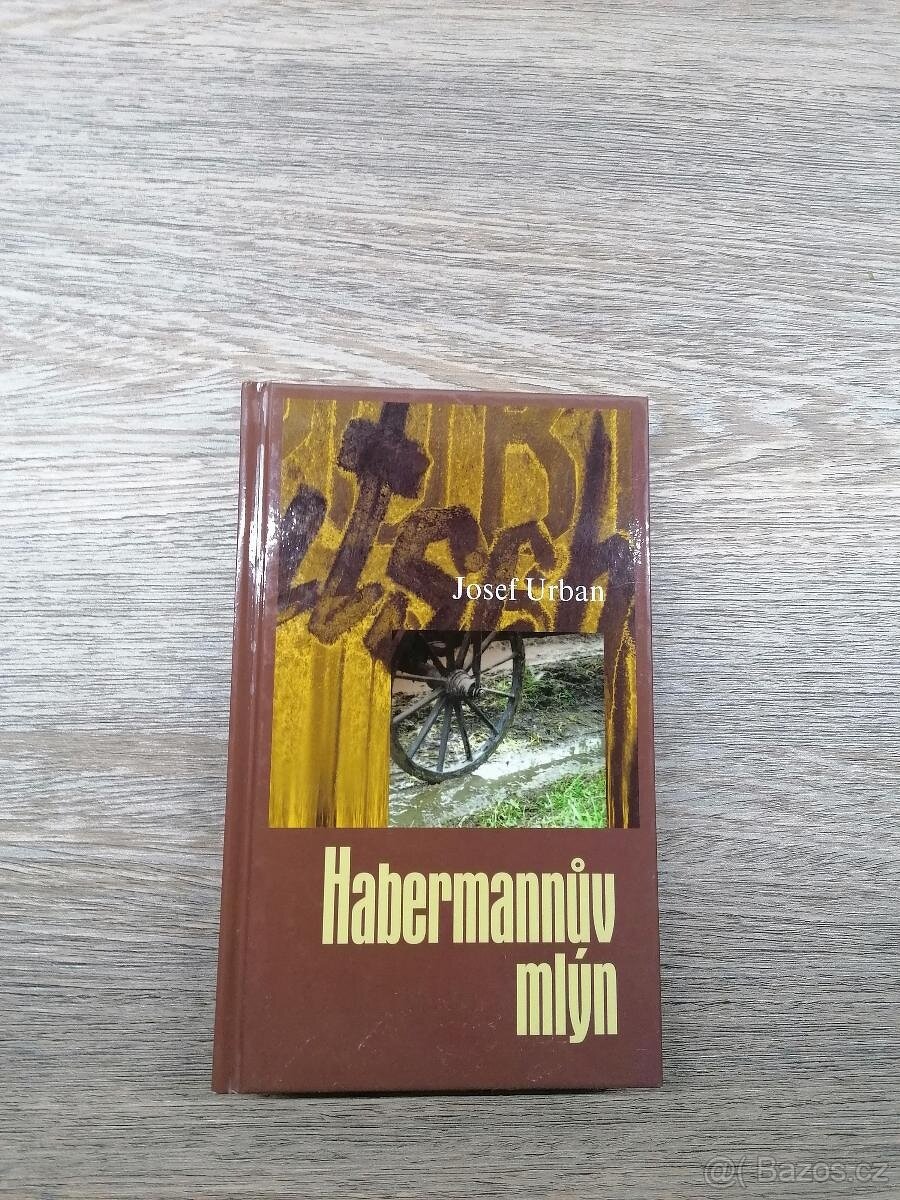 Josef Urban
Habermannův
mlýn
@( Bazos.cz